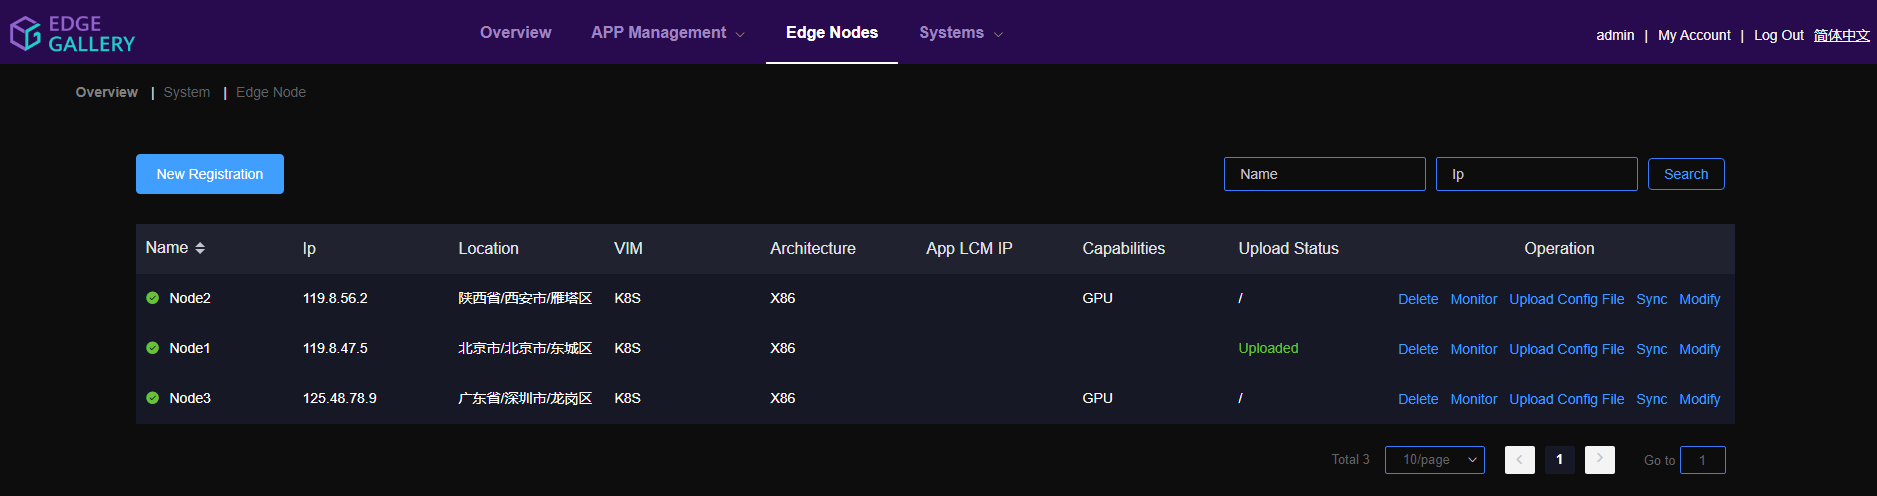 EDGE GALLERY
Overview APP Management Edge Nodes Systems admin | My Account | Log Out 简体中文
Overview | System | Edge Node
New Registration Name Ip Search
Name Ip Location VIM Architecture App LCM IP Capabilities Upload Status Operation
Node2 119.8.56.2 陕西省/西安市/雁塔区 K8S X86 GPU / Delete Monitor Upload Config File Sync Modify
Node1 119.8.47.5 北京市/北京市/东城区 K8S X86 Uploaded Delete Monitor Upload Config File Sync Modify
Node3 125.48.78.9 广东省/深圳市/龙岗区 K8S X86 GPU / Delete Monitor Upload Config File Sync Modify
Total 3 10/page < 1 > Go to 1